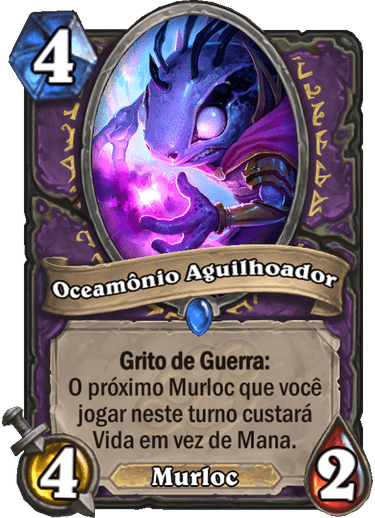 4
Oceamônio Aguilhoador
Grito de Guerra:
O próximo Murloc que você
jogar neste turno custará
Vida em vez de Mana.
4
Murloc
2